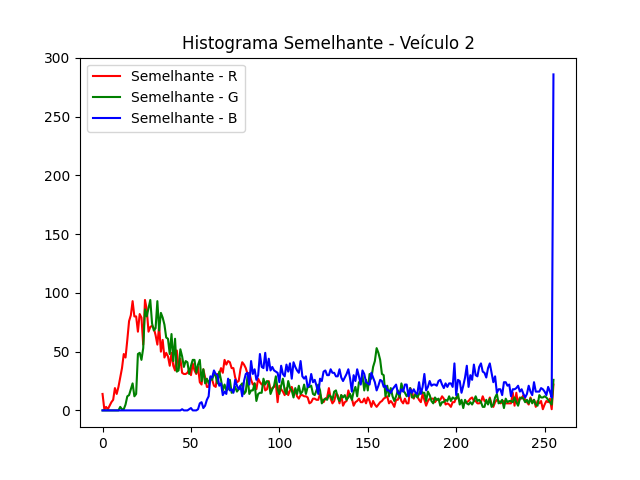 Histograma Semelhante - Veículo 2
Semelhante - R
Semelhante - G
Semelhante - B
300
250
200
150
100
50
0
0 50 100 150 200 250